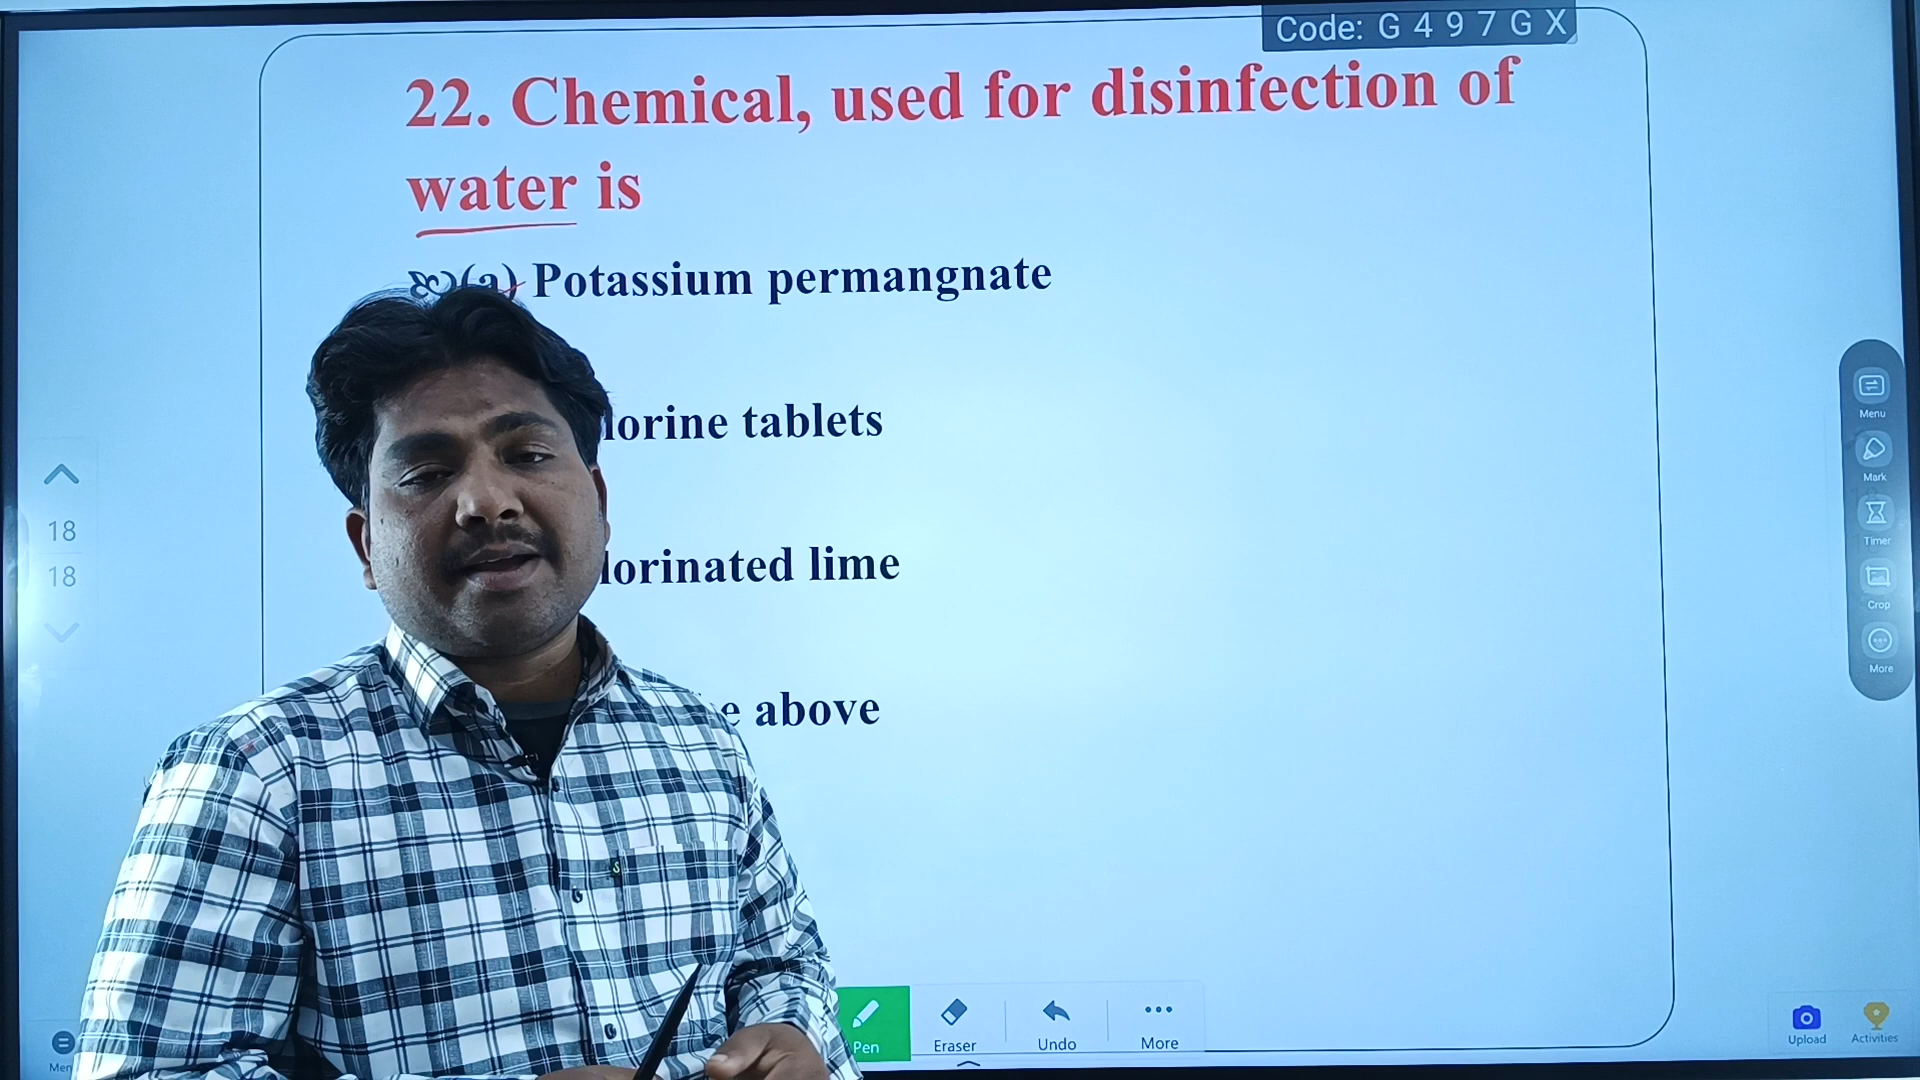 Code: G 4 9 7 G X
22. Chemical, used for disinfection of
water is
(a) Potassium permangnate
lorine tablets
lorinated lime
e above
18
18
Menu
Mark
Timer
Crop
More
Pen
Eraser
Undo
More
Upload
Activities
Men